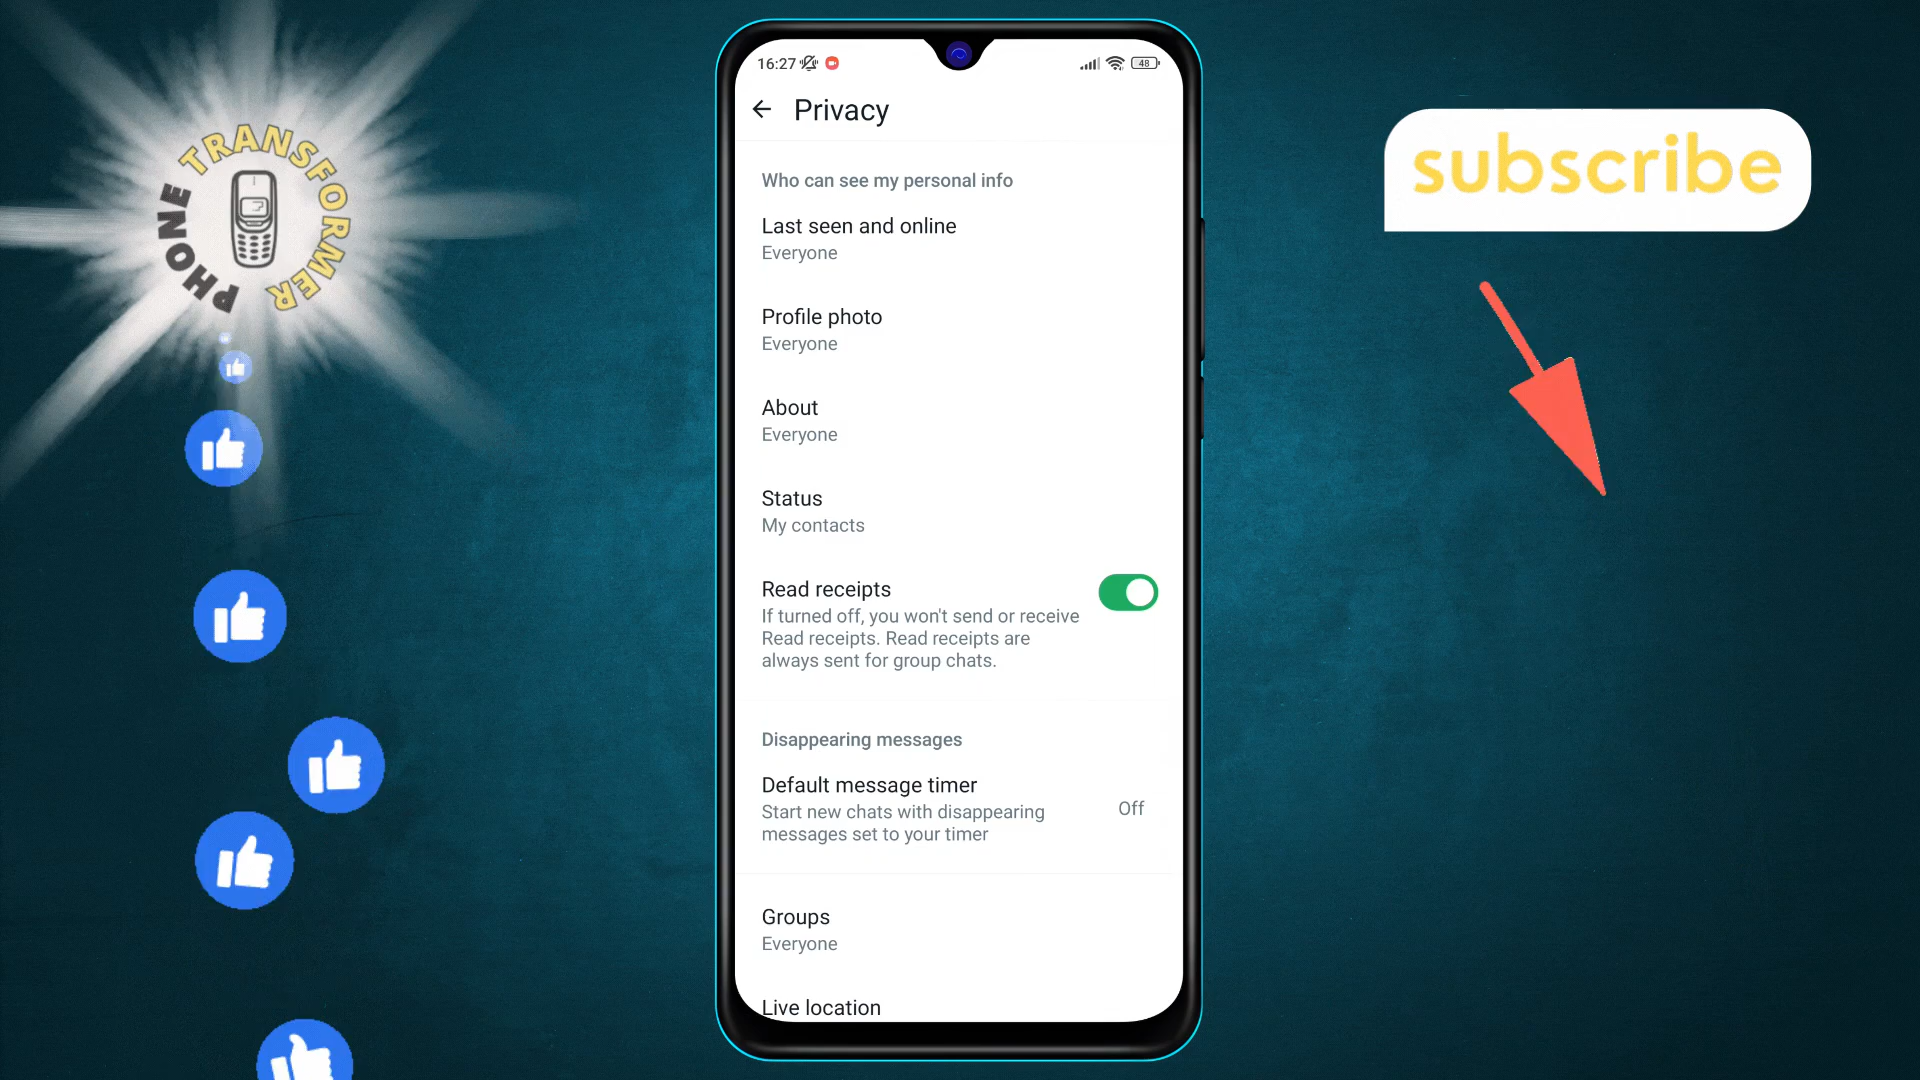 PHONE TRANSFORMER
16:27
48
Privacy
subscribe
Who can see my personal info
Last seen and online
Everyone
Profile photo
Everyone
About
Everyone
Status
My contacts
Read receipts
If turned off, you won't send or receive
Read receipts. Read receipts are
always sent for group chats.
Disappearing messages
Default message timer
Start new chats with disappearing
messages set to your timer
Off
Groups
Everyone
Live location